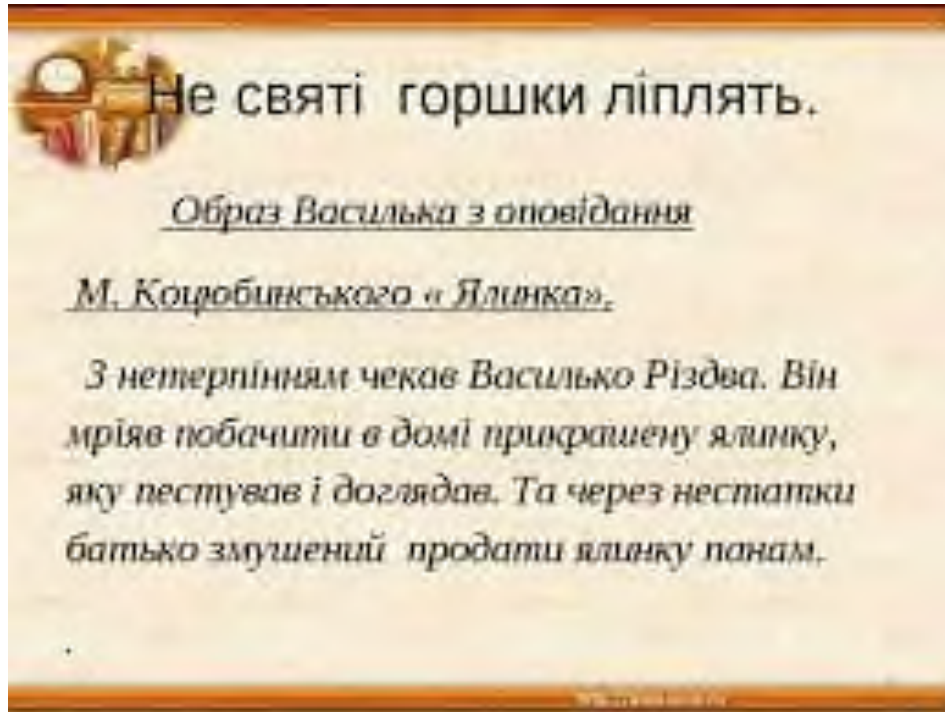 Не святі горшки ліплять.
Образ Василька з оповідання
М. Коцюбинського « Ялинка».
З нетерпінням чекав Василько Різдва. Він
мріяв побачити в домі прикрашену ялинку,
яку пестував і доглядав. Та через нестатки
батько змушений продати ялинку панам.
.